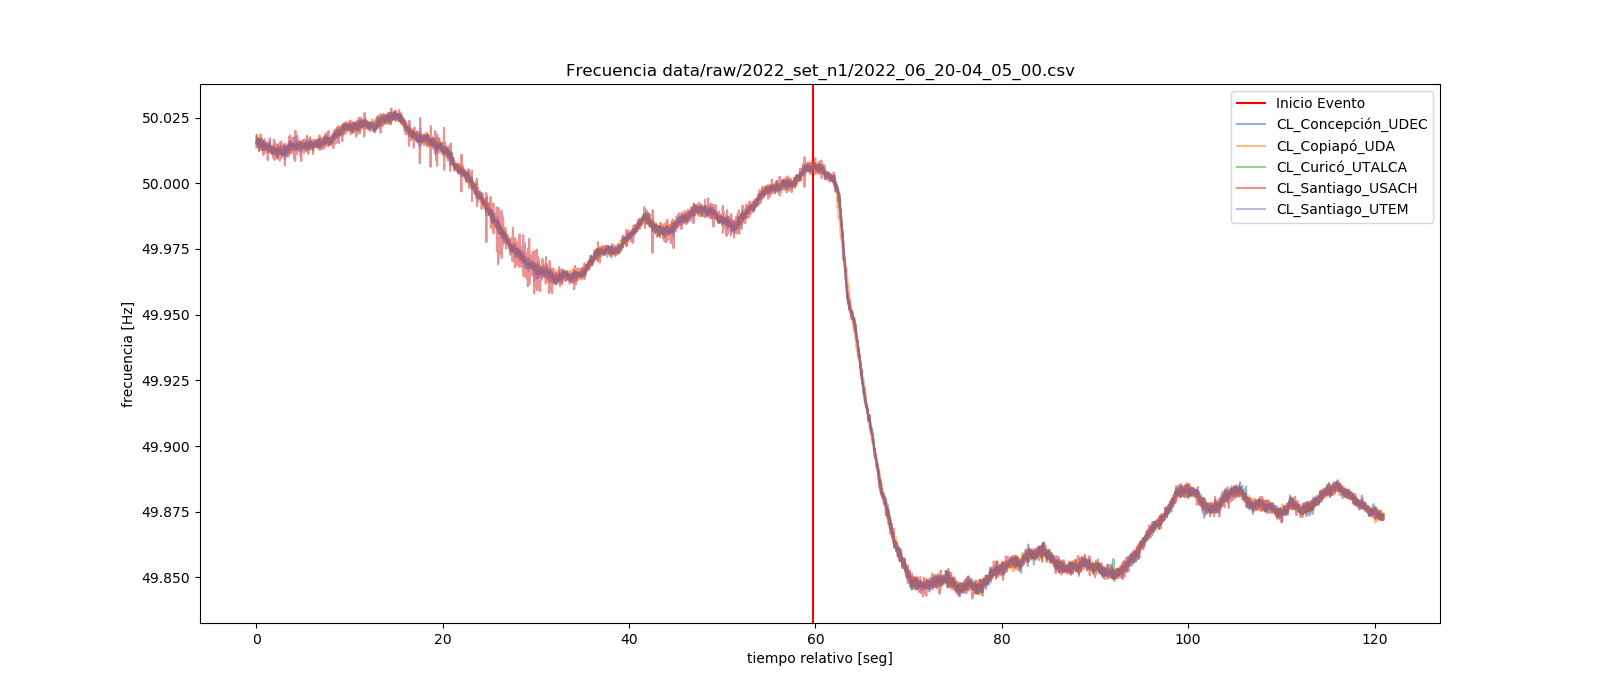 Frecuencia data/raw/2022_set_n1/2022_06_20-04_05_00.csv
Inicio Evento
CL_Concepción_UDEC
CL_Copiapó_UDA
CL_Curicó_UTALCA
CL_Santiago_USACH
CL_Santiago_UTEM
frecuencia [Hz]
50.025
50.000
49.975
49.950
49.925
49.900
49.875
49.850
0 20 40 60 80 100 120
tiempo relativo [seg]